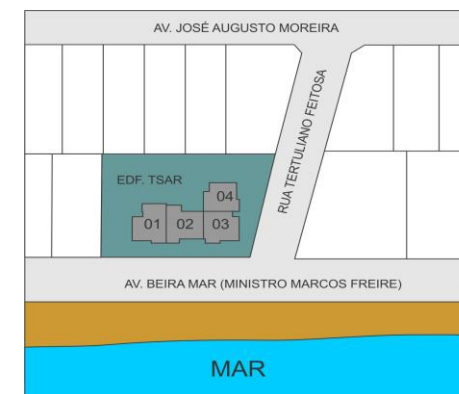 AV. JOSÉ AUGUSTO MOREIRA
RUA TERTULIANO FEITOSA
EDF. TSAR
04
01
02
03
AV. BEIRA MAR (MINISTRO MARCOS FREIRE)
MAR